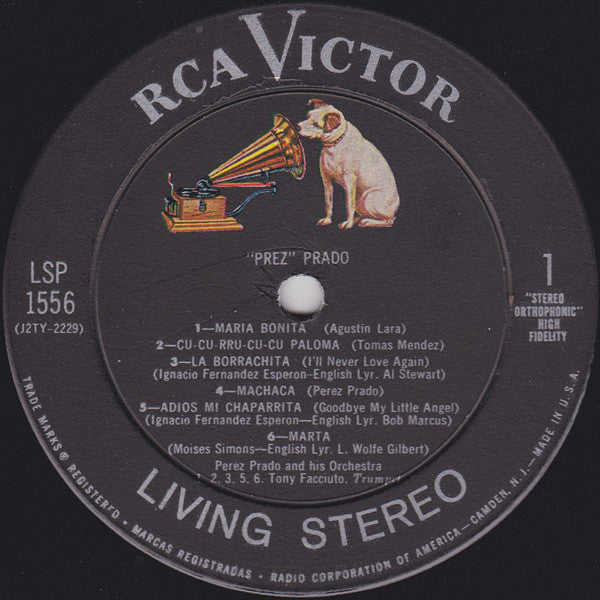 RCA VICTOR
"PREZ" PRADO
LSP
1556
(J2TY-2229)
1
"STEREO
ORTHOPHONIC"
HIGH
FIDELITY
1—MARIA BONITA (Agustin Lara)
2—CU-CU-RRU-CU-CU PALOMA (Tomas Mendez)
3—LA BORRACHITA (I'll Never Love Again)
(Ignacio Fernandez Esperon—English Lyr. Al Stewart)
4—MACHACA (Perez Prado)
5—ADIOS MI CHAPARRITA (Goodbye My Little Angel)
(Ignacio Fernandez Esperon—English Lyr. Bob Marcus)
6—MARTA
(Moises Simons—English Lyr. L. Wolfe Gilbert)
Perez Prado and his Orchestra
1, 2, 3, 5, 6. Tony Facciuto.
LIVING STEREO
TRADE MARKS ® REGISTERED • MARCAS REGISTRADAS • RADIO CORPORATION OF AMERICA—CAMDEN, N.J.—MADE IN U.S.A.